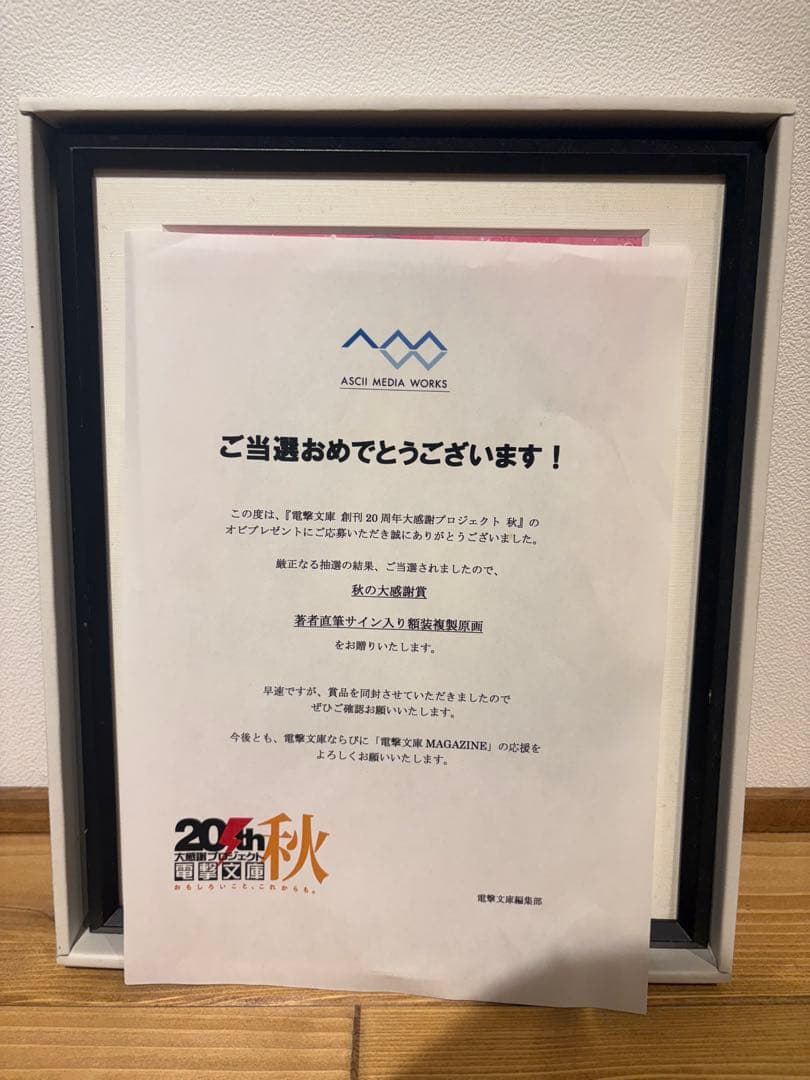 ASCII MEDIA WORKS
ご当選おめでとうございます！
この度は、『電撃文庫 創刊20周年大感謝プロジェクト 秋』の
オビプレゼントにご応募いただき誠にありがとうございました。
厳正なる抽選の結果、ご当選されましたので、
秋の大感謝賞
著者直筆サイン入り額装複製原画
をお贈りいたします。
早速ですが、賞品を同封させていただきましたので
ぜひご確認お願いいたします。
今後とも、電撃文庫ならびに「電撃文庫MAGAZINE」の応援を
よろしくお願いいたします。
20th
大感謝プロジェクト
電撃文庫 秋
おもしろいこと、これからも。
電撃文庫編集部